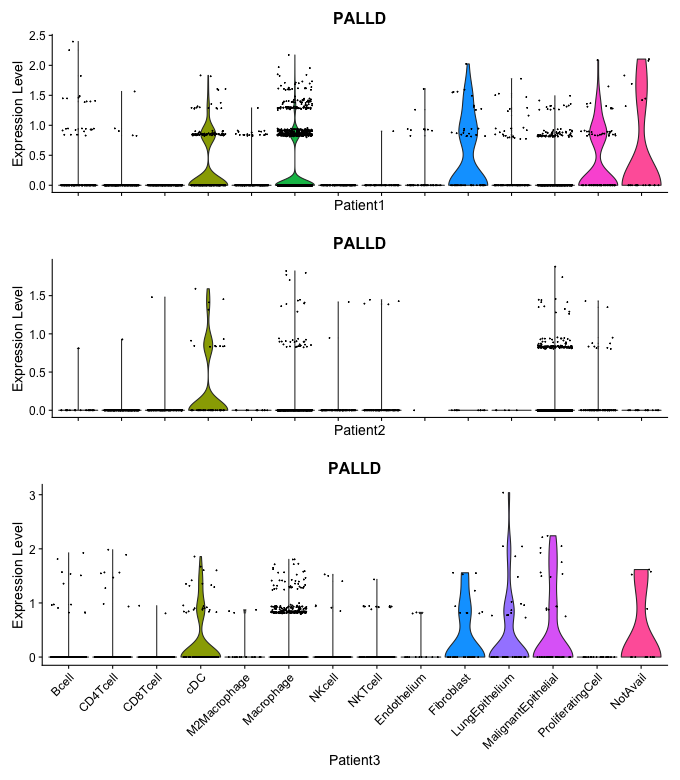 PALLD
Expression Level
2.5
2.0
1.5
1.0
0.5
0.0
Patient1
PALLD
Expression Level
1.5
1.0
0.5
0.0
Patient2
PALLD
Expression Level
3
2
1
0
Bcell
CD4Tcell
CD8Tcell
cDC
M2Macrophage
Macrophage
NKcell
NKTcell
Endothelium
Fibroblast
LungEpithelium
MalignantEpithelial
ProliferatingCell
NotAvail
Patient3